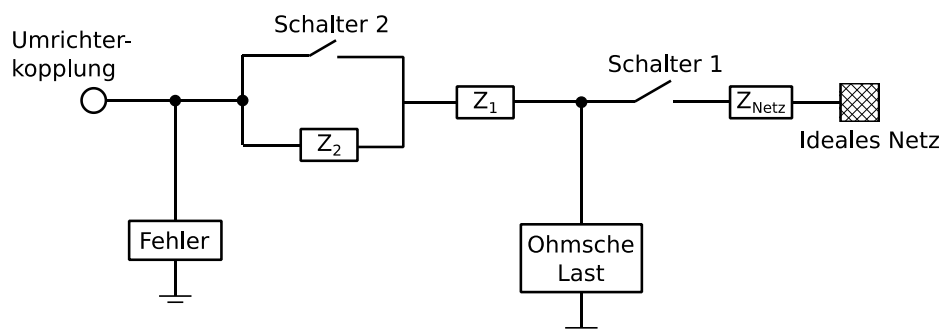 Umrichter-
kopplung
Schalter 2
Z2
Z1
Schalter 1
ZNetz
Ideales Netz
Fehler
Ohmsche
Last